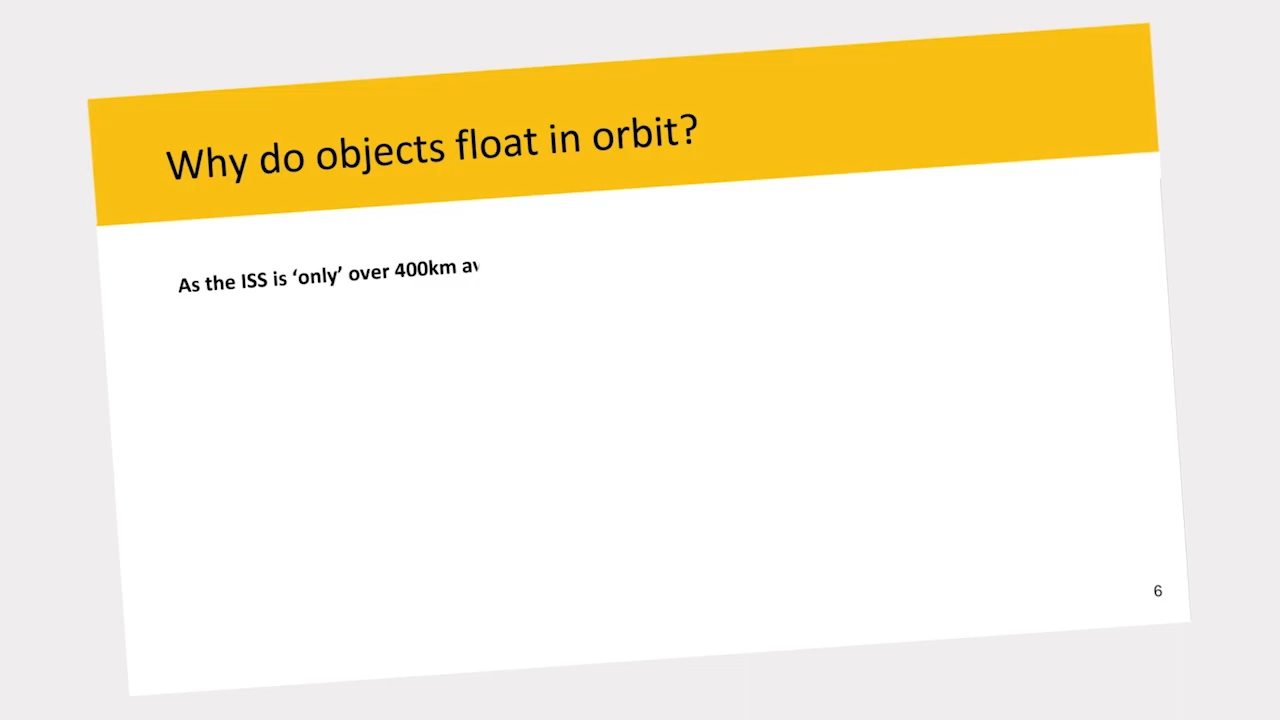 Why do objects float in orbit?
As the ISS is ‘only’ over 400km
6